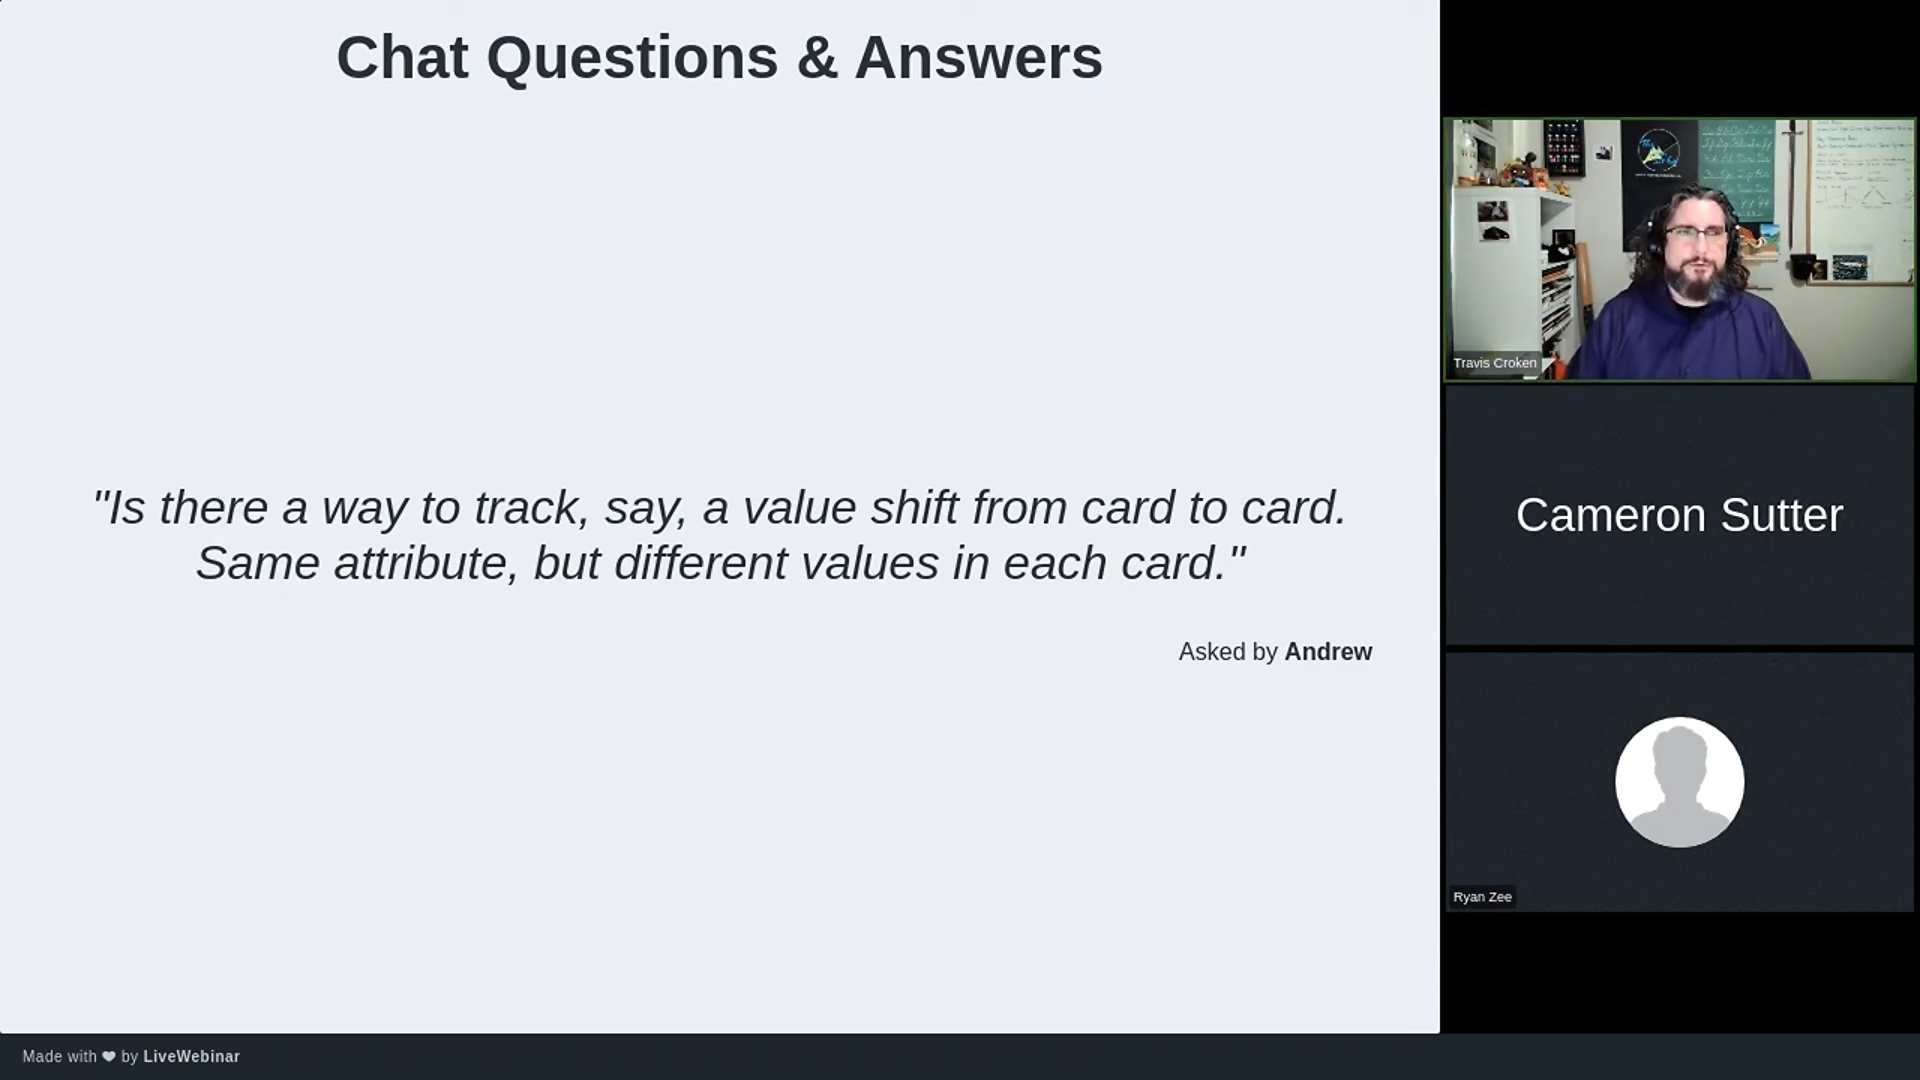 Chat Questions & Answers
"Is there a way to track, say, a value shift from card to card.
Same attribute, but different values in each card."
Asked by Andrew
Travis Croken
Cameron Sutter
Ryan Zee
Made with ❤ by LiveWebinar